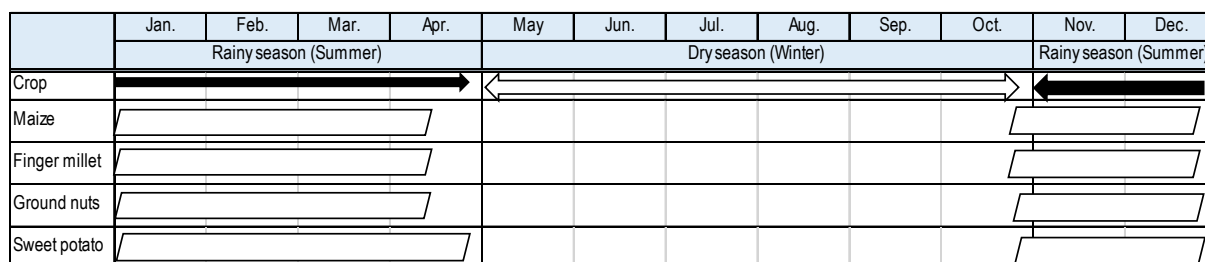 Jan. Feb. Mar. Apr. May Jun. Jul. Aug. Sep. Oct. Nov. Dec.
Rainy season (Summer) Dry season (Winter) Rainy season (Summer)
Crop
Maize
Finger millet
Ground nuts
Sweet potato